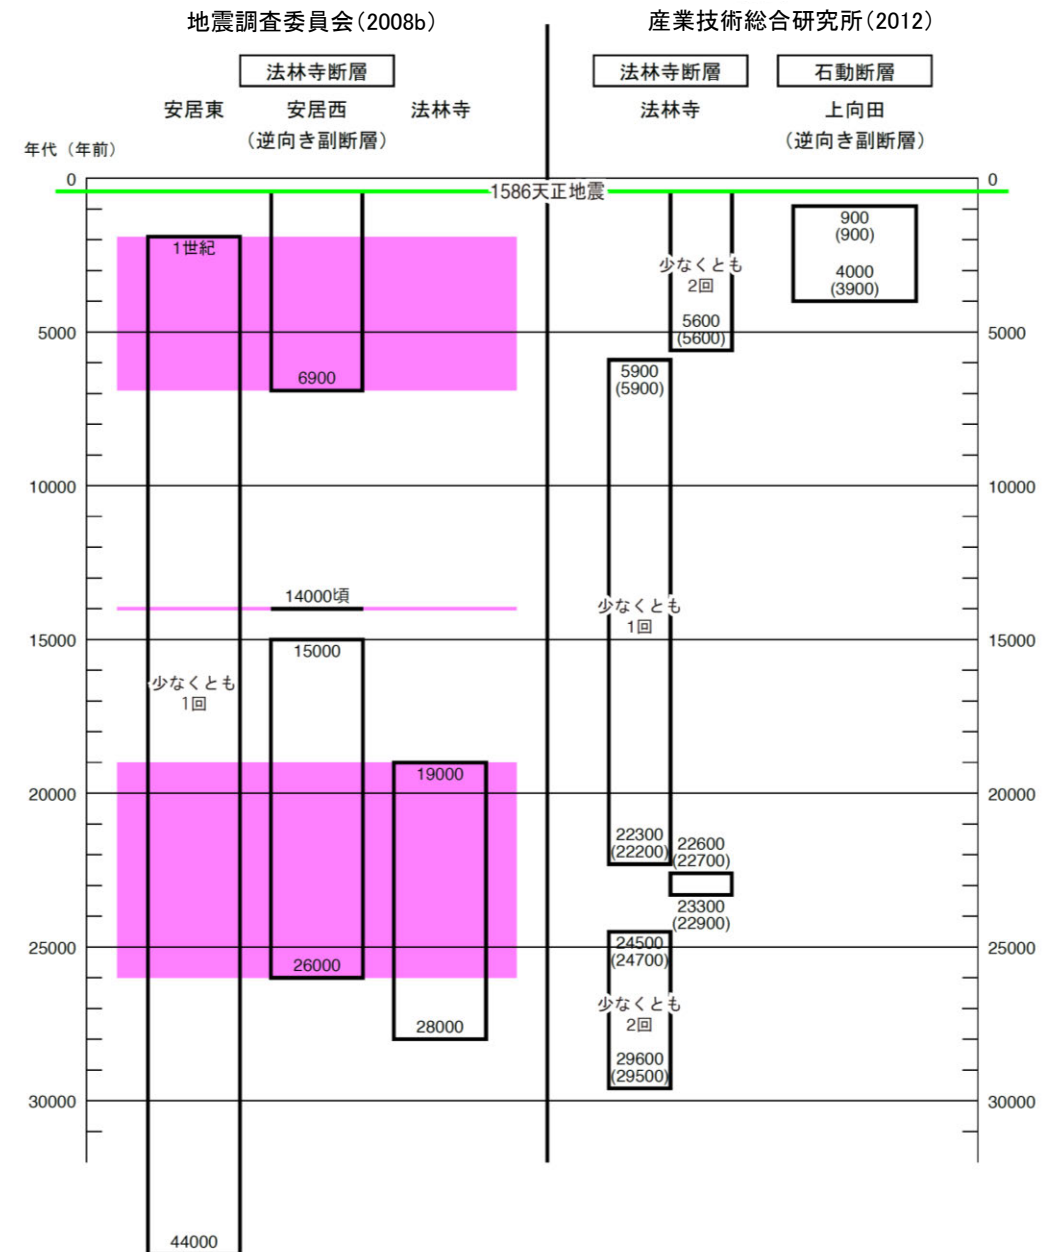 地震調査委員会(2008b)
産業技術総合研究所(2012)
法林寺断層
法林寺断層
石動断層
安居東
安居西
(逆向き副断層)
法林寺
法林寺
上向田
(逆向き副断層)
年代(年前)
0
0
1586天正地震
1世紀
900
(900)
少なくとも
2回
4000
(3900)
5600
(5600)
5000
5000
6900
5900
(5900)
10000
10000
14000頃
少なくとも
1回
15000
15000
15000
少なくとも
1回
19000
20000
20000
22300
(22200)
22600
(22700)
23300
(22900)
25000
24500
(24700)
25000
26000
少なくとも
2回
28000
29600
(29500)
30000
30000
44000